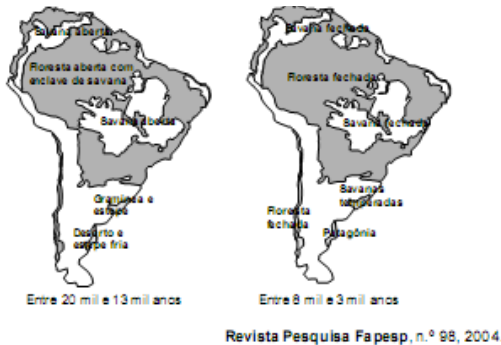 Savana aberta
Floresta aberta com
enclave de savana
Savana aberta
Gramínea e
estepe
Deserto e
estepe fria
Entre 20 mil e 13 mil anos
Savana fechada
Floresta fechada
Savana fechada
Savanas
temperadas
Floresta
fechada
Patagônia
Entre 8 mil e 3 mil anos
Revista Pesquisa Fapesp, n.º 98, 2004